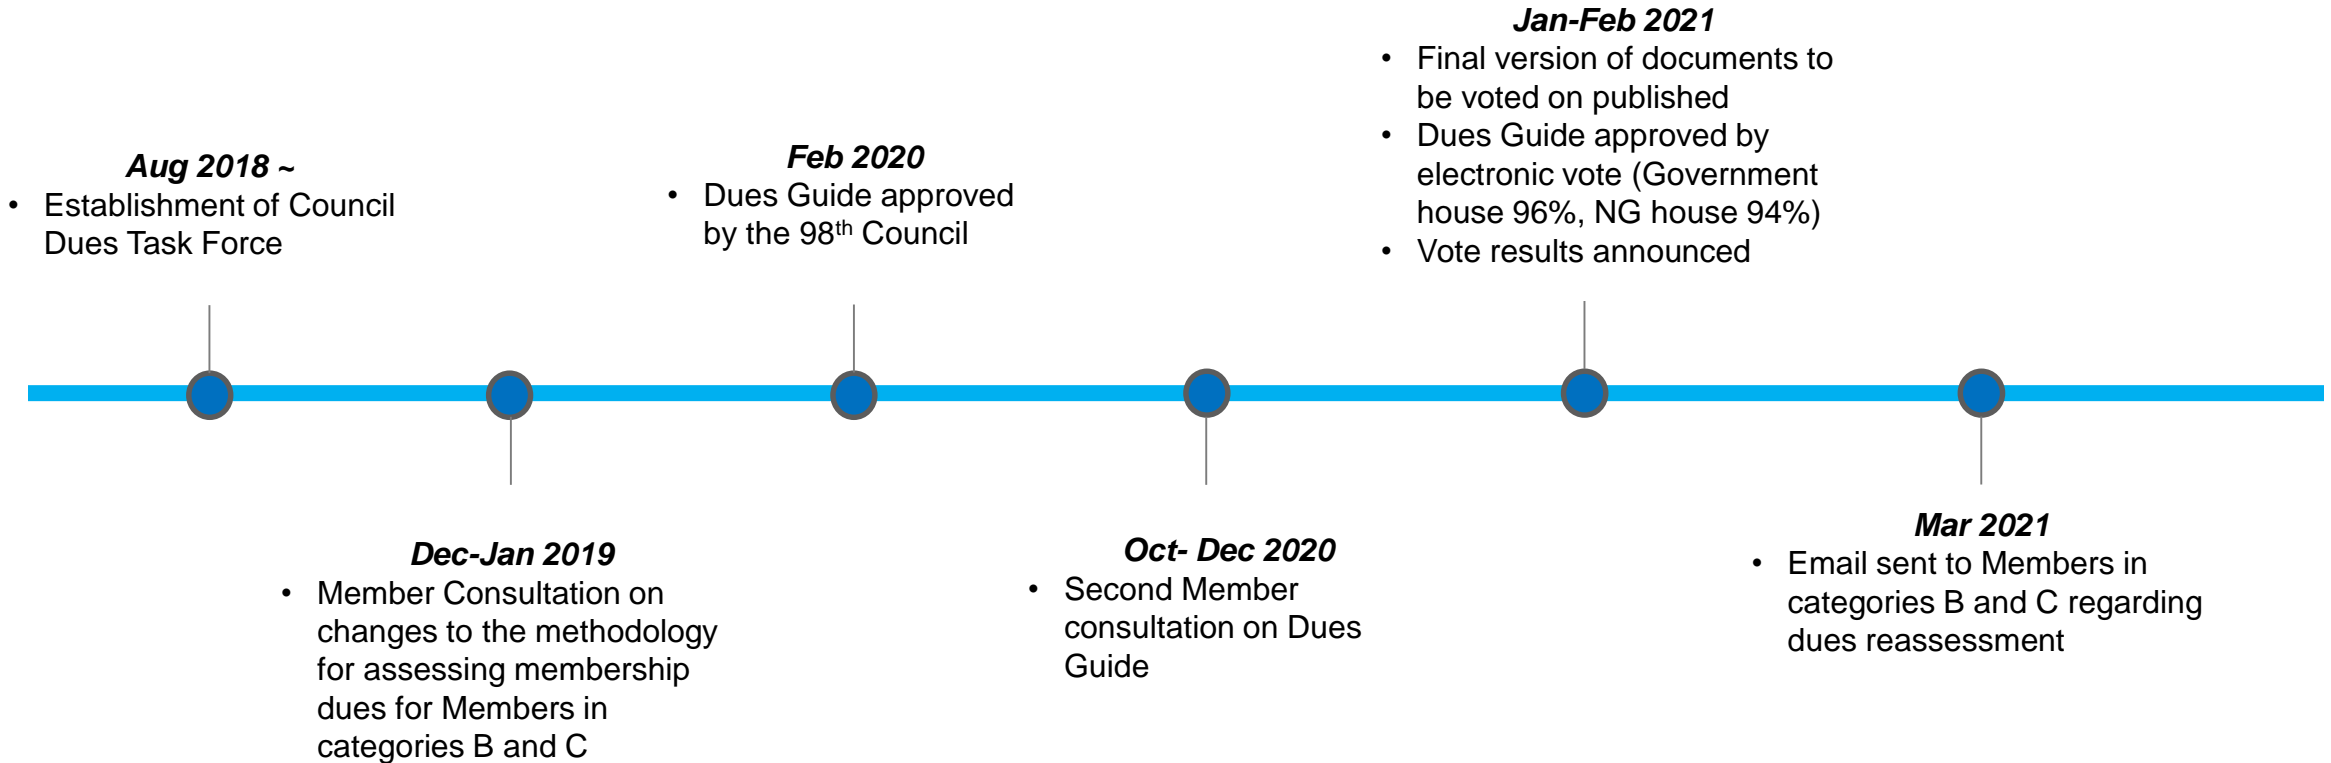 Aug 2018 ~
• Establishment of Council
Dues Task Force
Dec-Jan 2019
• Member Consultation on
changes to the methodology
for assessing membership
dues for Members in
categories B and C
Feb 2020
• Dues Guide approved
by the 98th Council
Oct- Dec 2020
• Second Member
consultation on Dues
Guide
Jan-Feb 2021
• Final version of documents to
be voted on published
• Dues Guide approved by
electronic vote (Government
house 96%, NG house 94%)
• Vote results announced
Mar 2021
• Email sent to Members in
categories B and C regarding
dues reassessment